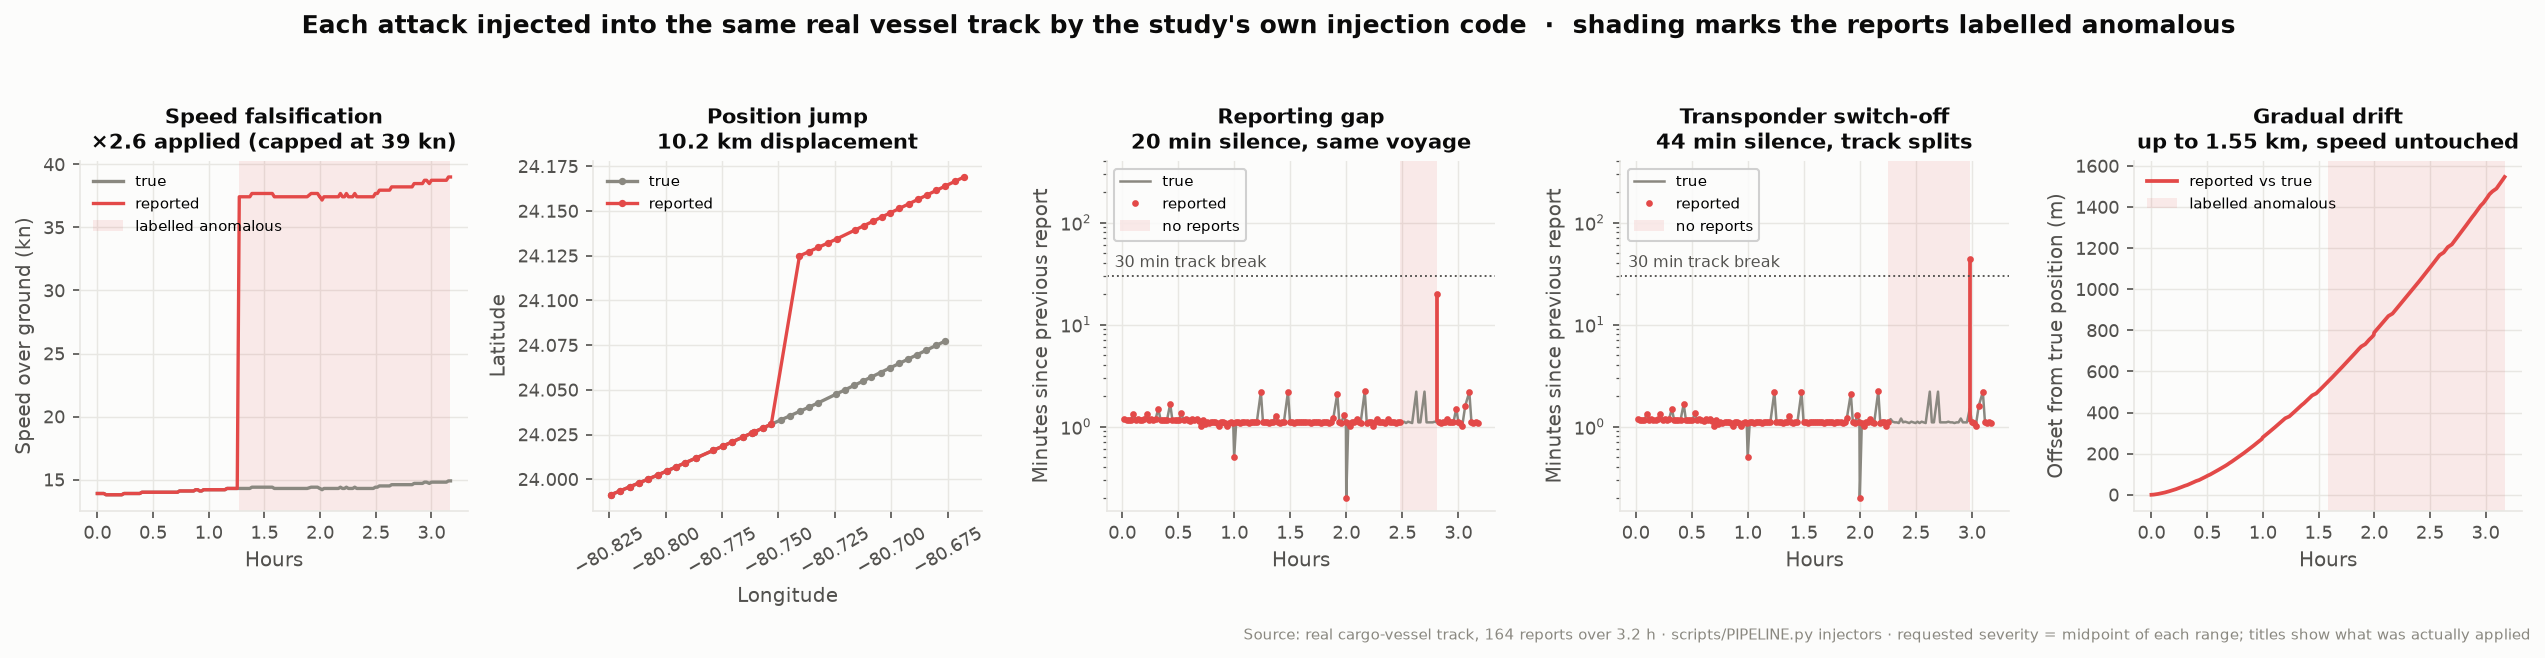 Each attack injected into the same real vessel track by the study's own injection code · shading marks the reports labelled anomalous
Speed falsification
×2.6 applied (capped at 39 kn)
40
35
30
25
20
15
Speed over ground (kn)
true
reported
labelled anomalous
0.0 0.5 1.0 1.5 2.0 2.5 3.0
Hours
Position jump
10.2 km displacement
24.175
24.150
24.125
24.100
24.075
24.050
24.025
24.000
Latitude
true
reported
−80.825 −80.800 −80.775 −80.750 −80.725 −80.700 −80.675
Longitude
Reporting gap
20 min silence, same voyage
10²
10¹
10⁰
Minutes since previous report
true
reported
no reports
30 min track break
0.0 0.5 1.0 1.5 2.0 2.5 3.0
Hours
Transponder switch-off
44 min silence, track splits
10²
10¹
10⁰
Minutes since previous report
true
reported
no reports
30 min track break
0.0 0.5 1.0 1.5 2.0 2.5 3.0
Hours
Gradual drift
up to 1.55 km, speed untouched
1600
1400
1200
1000
800
600
400
200
0
Offset from true position (m)
reported vs true
labelled anomalous
0.0 0.5 1.0 1.5 2.0 2.5 3.0
Hours
Source: real cargo-vessel track, 164 reports over 3.2 h · scripts/PIPELINE.py injectors · requested severity = midpoint of each range; titles show what was actually applied